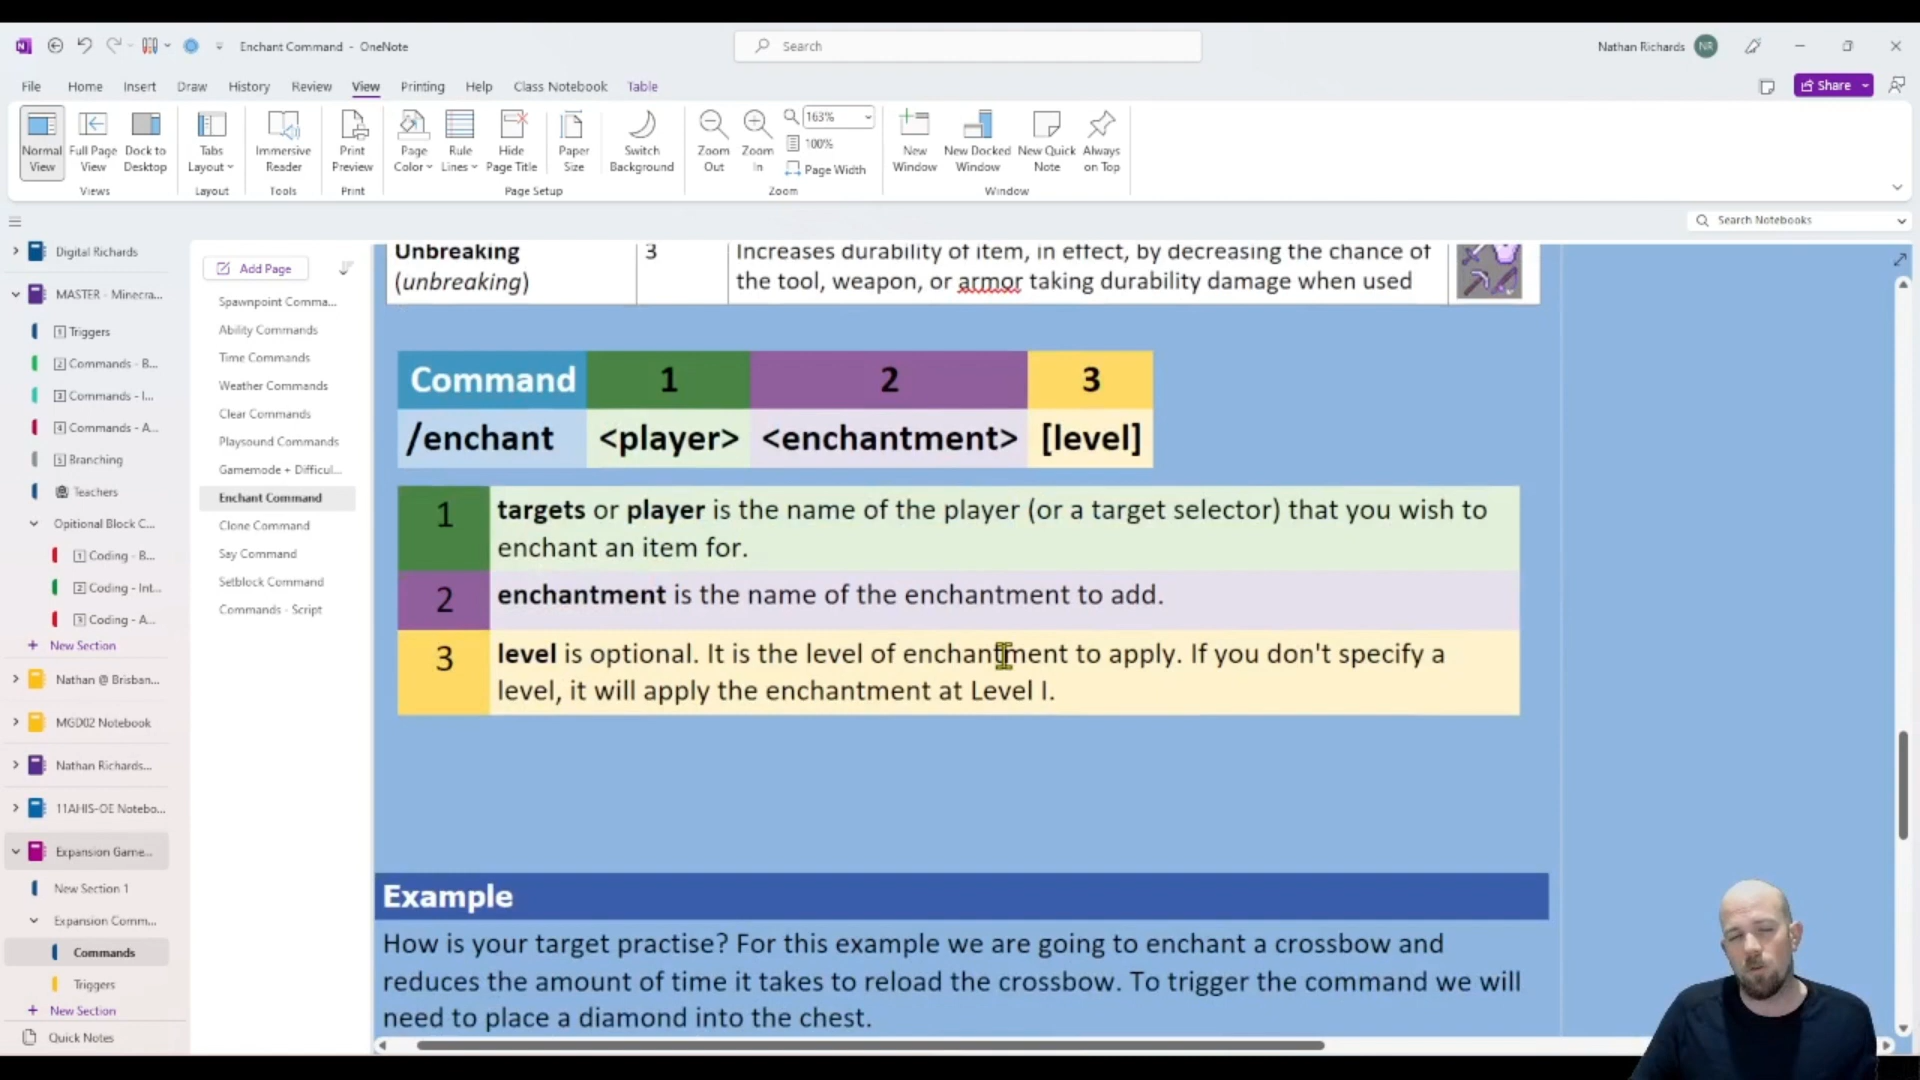 Enchant Command - OneNote
Search
Nathan Richards
NR
File
Home
Insert
Draw
View
History
Review
Printing
Help
Class Notebook
Table
Share
Normal View
Full Page View
Dock to Desktop
Views
Tabs Layout
Layout
Immersive Reader
Tools
Print Preview
Print
Page Color
Rule Lines
Hide Page Title
Paper Size
Switch Background
Page Setup
Zoom Out
Zoom In
163%
100%
Page Width
Zoom
New Window
New Docked Window
New Quick Note
Always on Top
Window
Search Notebooks
Digital Richards
MASTER - Minecra...
1 Triggers
2 Commands - B...
3 Commands - I...
4 Commands - A...
5 Branching
Teachers
Opitional Block C...
1 Coding - B...
2 Coding - Int...
3 Coding - A...
+ New Section
Nathan @ Brisban...
MGD02 Notebook
Nathan Richards...
11AHIS-OE Notebo...
Expansion Game...
New Section 1
Expansion Comm...
Commands
Triggers
+ New Section
Quick Notes
Add Page
Spawnpoint Comma...
Ability Commands
Time Commands
Weather Commands
Clear Commands
Playsound Commands
Gamemode + Difficul...
Enchant Command
Clone Command
Say Command
Setblock Command
Commands - Script
Unbreaking
(unbreaking)
3
Increases durability of item, in effect, by decreasing the chance of
the tool, weapon, or armor taking durability damage when used
Command 1 2 3
/enchant <player> <enchantment> [level]
1 targets or player is the name of the player (or a target selector) that you wish to
enchant an item for.
2 enchantment is the name of the enchantment to add.
3 level is optional. It is the level of enchantment to apply. If you don't specify a
level, it will apply the enchantment at Level I.
Example
How is your target practise? For this example we are going to enchant a crossbow and
reduces the amount of time it takes to reload the crossbow. To trigger the command we will
need to place a diamond into the chest.